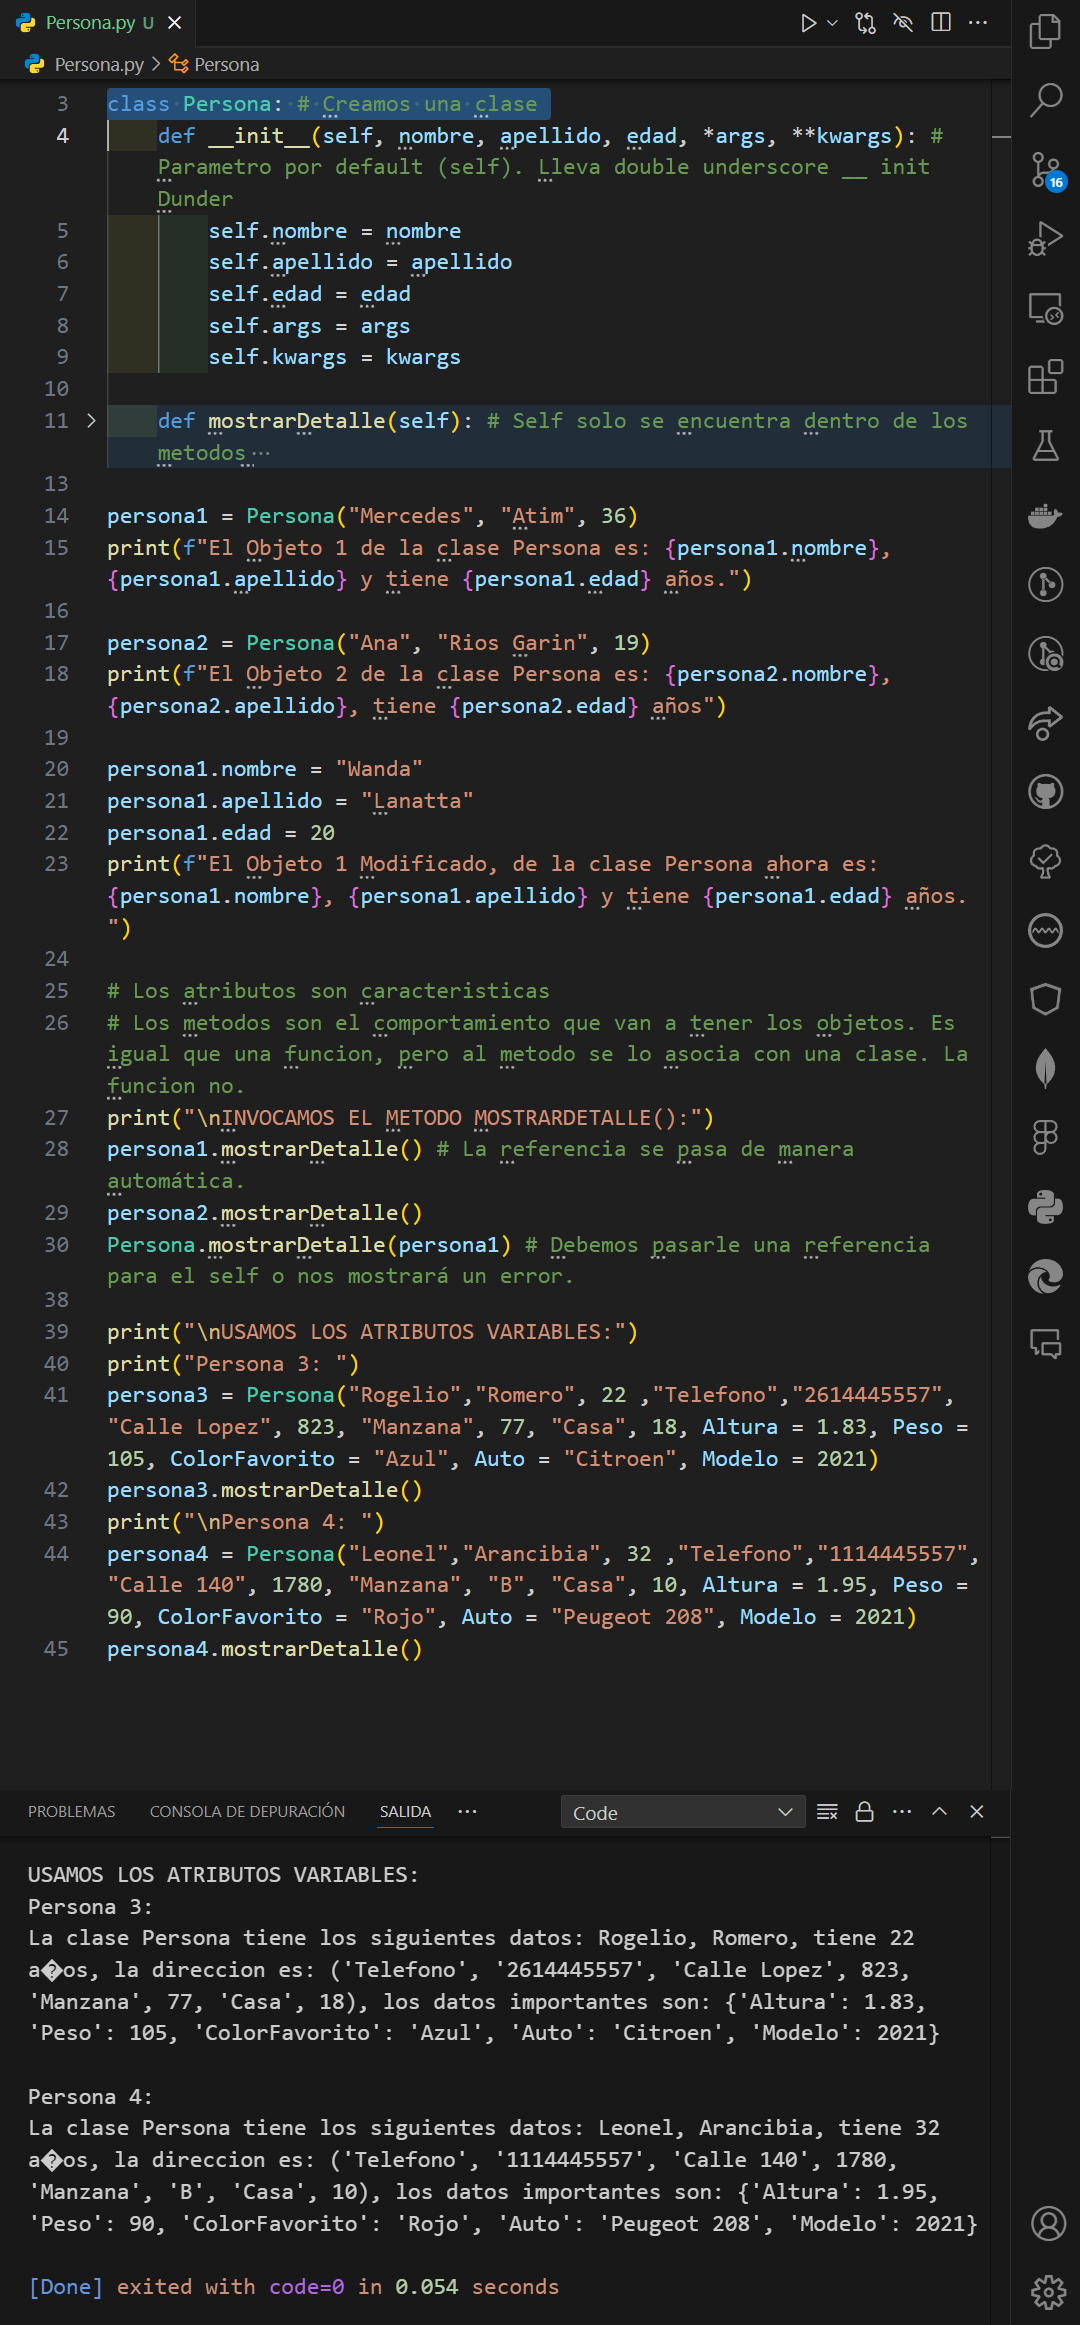 Persona.py U
Persona.py > Persona
3 class Persona: # Creamos una clase
4 def __init__(self, nombre, apellido, edad, *args, **kwargs): #
Parametro por default (self). Lleva double underscore __ init
Dunder
5 self.nombre = nombre
6 self.apellido = apellido
7 self.edad = edad
8 self.args = args
9 self.kwargs = kwargs
10
11 def mostrarDetalle(self): # Self solo se encuentra dentro de los
metodos…
13
14 persona1 = Persona("Mercedes", "Atim", 36)
15 print(f"El Objeto 1 de la clase Persona es: {persona1.nombre},
{persona1.apellido} y tiene {persona1.edad} años.")
16
17 persona2 = Persona("Ana", "Rios Garin", 19)
18 print(f"El Objeto 2 de la clase Persona es: {persona2.nombre},
{persona2.apellido}, tiene {persona2.edad} años")
19
20 persona1.nombre = "Wanda"
21 persona1.apellido = "Lanatta"
22 persona1.edad = 20
23 print(f"El Objeto 1 Modificado, de la clase Persona ahora es:
{persona1.nombre}, {persona1.apellido} y tiene {persona1.edad} años.
")
24
25 # Los atributos son caracteristicas
26 # Los metodos son el comportamiento que van a tener los objetos. Es
igual que una funcion, pero al metodo se lo asocia con una clase. La
funcion no.
27 print("\nINVOCAMOS EL METODO MOSTRARDETALLE():")
28 persona1.mostrarDetalle() # La referencia se pasa de manera
automática.
29 persona2.mostrarDetalle()
30 Persona.mostrarDetalle(persona1) # Debemos pasarle una referencia
para el self o nos mostrará un error.
38
39 print("\nUSAMOS LOS ATRIBUTOS VARIABLES:")
40 print("Persona 3: ")
41 persona3 = Persona("Rogelio","Romero", 22 ,"Telefono","2614445557",
"Calle Lopez", 823, "Manzana", 77, "Casa", 18, Altura = 1.83, Peso =
105, ColorFavorito = "Azul", Auto = "Citroen", Modelo = 2021)
42 persona3.mostrarDetalle()
43 print("\nPersona 4: ")
44 persona4 = Persona("Leonel","Arancibia", 32 ,"Telefono","1114445557",
"Calle 140", 1780, "Manzana", "B", "Casa", 10, Altura = 1.95, Peso =
90, ColorFavorito = "Rojo", Auto = "Peugeot 208", Modelo = 2021)
45 persona4.mostrarDetalle()
16
PROBLEMAS CONSOLA DE DEPURACIÓN SALIDA ··· Code
USAMOS LOS ATRIBUTOS VARIABLES:
Persona 3:
La clase Persona tiene los siguientes datos: Rogelio, Romero, tiene 22
a�os, la direccion es: ('Telefono', '2614445557', 'Calle Lopez', 823,
'Manzana', 77, 'Casa', 18), los datos importantes son: {'Altura': 1.83,
'Peso': 105, 'ColorFavorito': 'Azul', 'Auto': 'Citroen', 'Modelo': 2021}
Persona 4:
La clase Persona tiene los siguientes datos: Leonel, Arancibia, tiene 32
a�os, la direccion es: ('Telefono', '1114445557', 'Calle 140', 1780,
'Manzana', 'B', 'Casa', 10), los datos importantes son: {'Altura': 1.95,
'Peso': 90, 'ColorFavorito': 'Rojo', 'Auto': 'Peugeot 208', 'Modelo': 2021}
[Done] exited with code=0 in 0.054 seconds